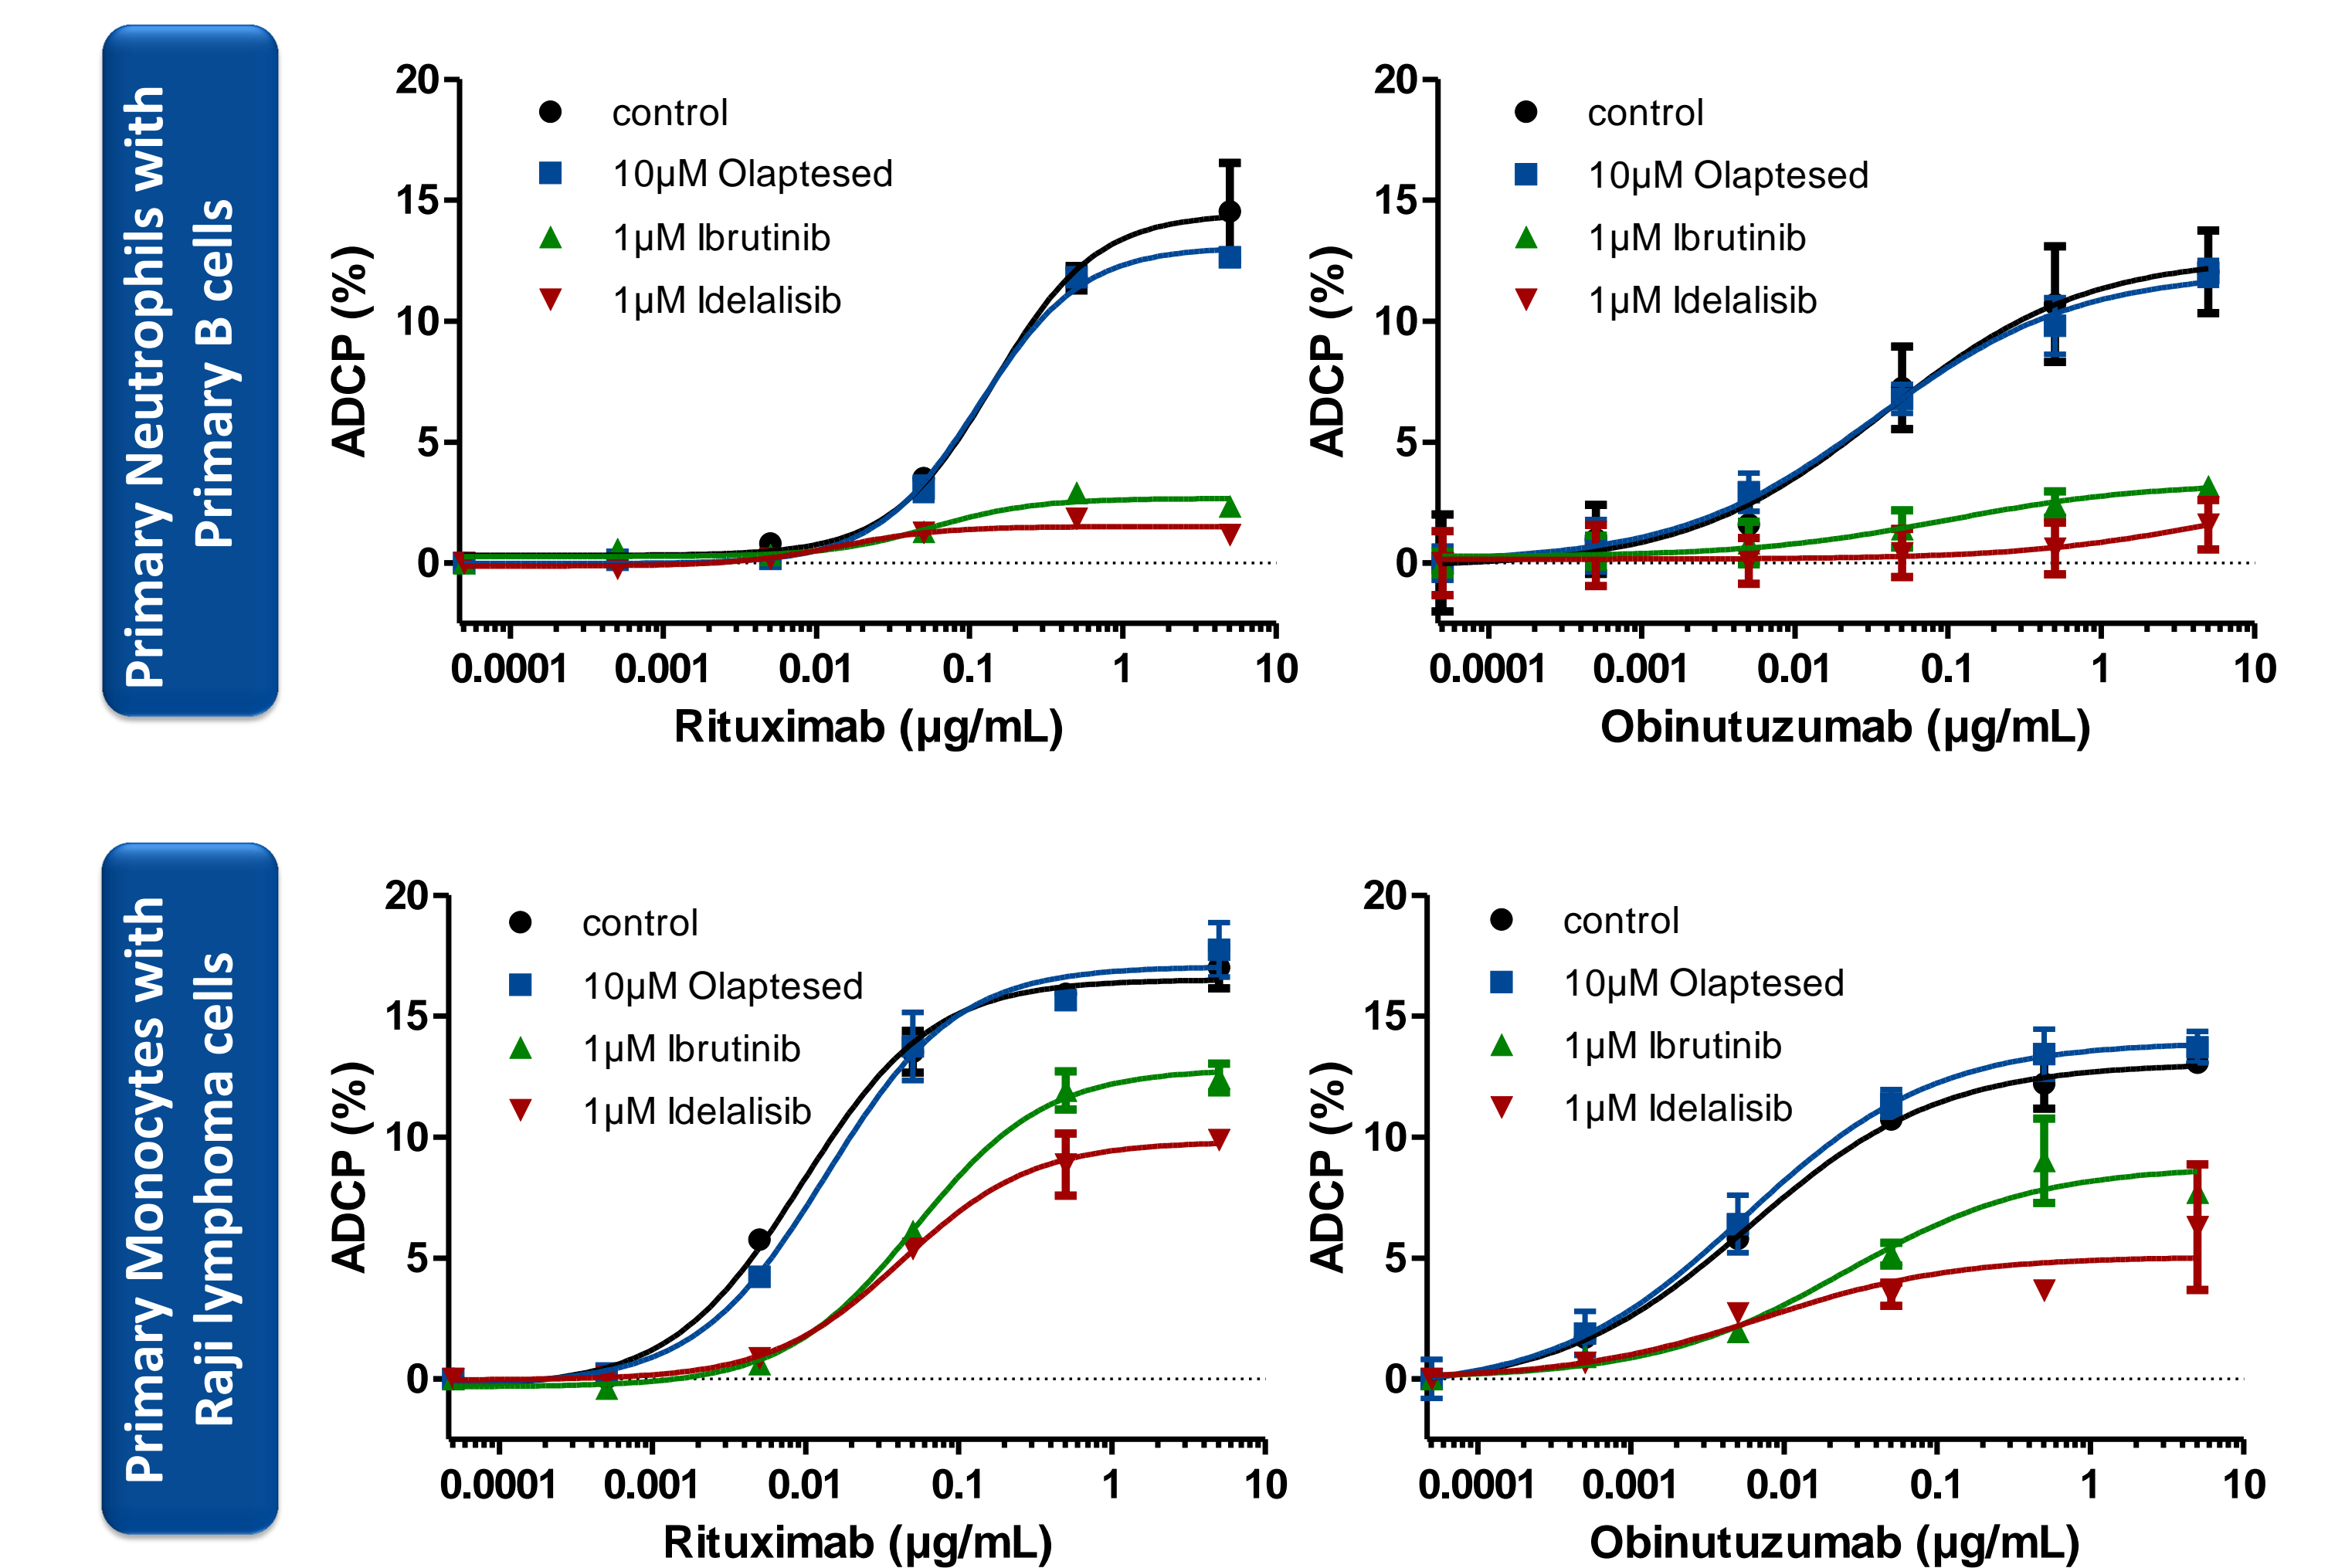 Primary Neutrophils with
Primary B cells
20
15
10
5
0
ADCP (%)
control
10µM Olaptesed
1µM Ibrutinib
1µM Idelalisib
0.0001
0.001
0.01
0.1
1
10
Rituximab (µg/mL)
20
15
10
5
0
ADCP (%)
control
10µM Olaptesed
1µM Ibrutinib
1µM Idelalisib
0.0001
0.001
0.01
0.1
1
10
Obinutuzumab (µg/mL)
Primary Monocytes with
Raji lymphoma cells
20
15
10
5
0
ADCP (%)
control
10µM Olaptesed
1µM Ibrutinib
1µM Idelalisib
0.0001
0.001
0.01
0.1
1
10
Rituximab (µg/mL)
20
15
10
5
0
ADCP (%)
control
10µM Olaptesed
1µM Ibrutinib
1µM Idelalisib
0.0001
0.001
0.01
0.1
1
10
Obinutuzumab (µg/mL)